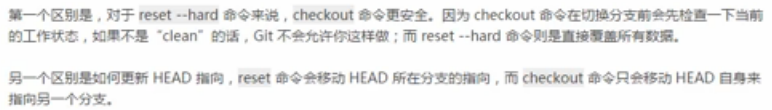 第一个区别是，对于 reset --hard 命令来说，checkout 命令更安全。因为 checkout 命令在切换分支前会先检查一下当前
的工作状态，如果不是“clean”的话，Git 不会允许你这样做；而 reset --hard 命令则是直接覆盖所有数据。
另一个区别是如何更新 HEAD 指向，reset 命令会移动 HEAD 所在分支的指向，而 checkout 命令只会移动 HEAD 自身来
指向另一个分支。